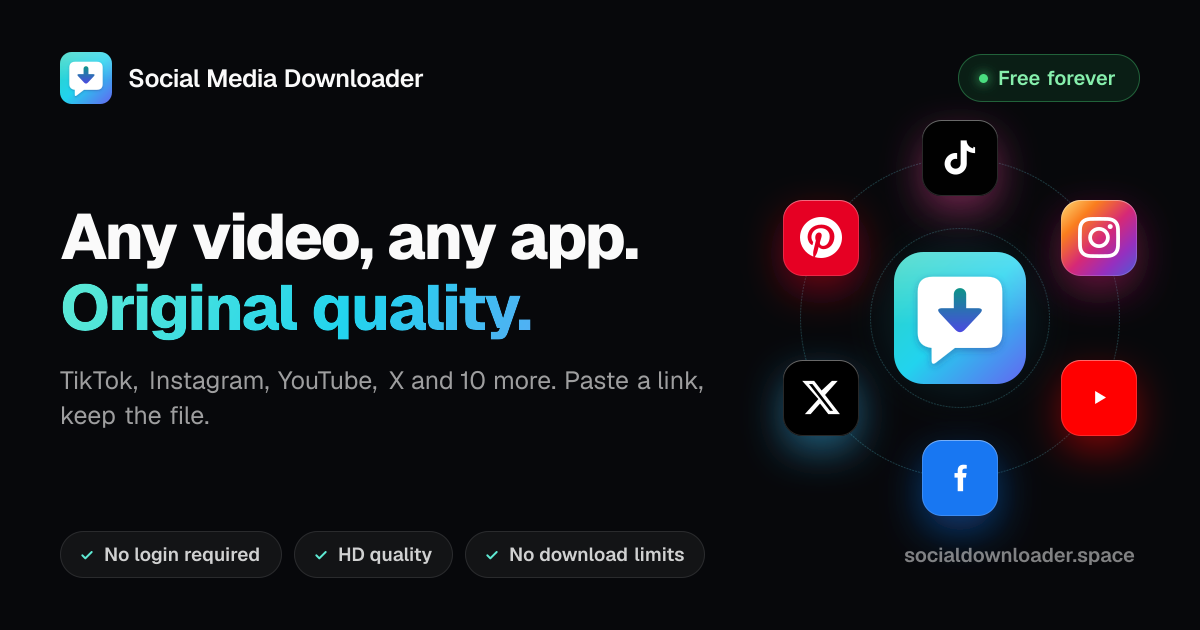 Social Media Downloader
Free forever
Any video, any app.
Original quality.
TikTok, Instagram, YouTube, X and 10 more. Paste a link,
keep the file.
No login required
HD quality
No download limits
socialdownloader.space